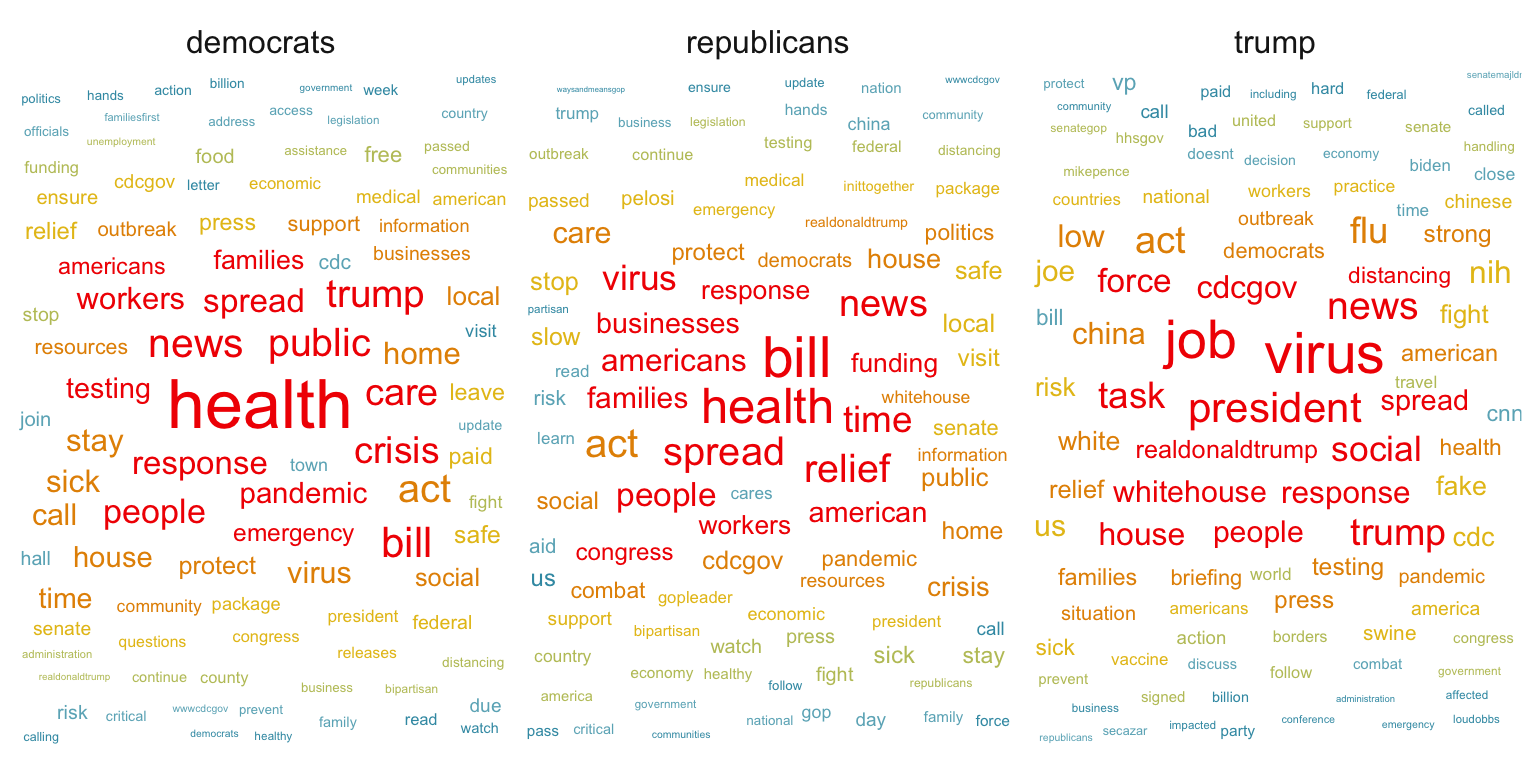 democrats
politics hands action billion government week updates
familiesfirst access country
officials address legislation
unemployment
funding food assistance free passed
communities
ensure cdcgov letter economic medical american
relief outbreak press support information
americans families cdc businesses
workers spread trump local
stop
resources news public home visit
testing health care leave
join update
stay response town crisis paid
sick pandemic act fight
call people emergency bill safe
hall house protect virus social
time community package president federal
senate questions congress
administration releases distancing
realdonaldtrump continue county business bipartisan
risk critical wwwcdcgov prevent family read due
calling democrats healthy watch
republicans
waysandmeansgop ensure update nation wwwcdcgov
trump business legislation hands china community
outbreak continue testing federal distancing
passed pelosi medical inittogether package
emergency realdonaldtrump
care protect democrats house politics
stop virus response news safe
partisan
slow businesses bill local
read americans funding visit
risk families health time whitehouse
learn act spread relief senate
information
social people cares american public
aid congress workers home
us combat cdcgov pandemic
resources crisis
support gopleader economic president call
bipartisan watch press
country economy healthy fight sick stay
america follow republicans
government
pass critical communities national gop day family force
trump
protect vp paid including hard federal senatemajldr
community call called
senategop hhsgov bad united support senate
doesnt decision economy handling
mikepence biden close
countries national workers practice time chinese
low act outbreak flu strong
democrats
joe force cdcgov distancing nih
bill china job virus news fight
american
risk task president travel spread cnn
white realdonaldtrump social health
relief whitehouse response fake
us house people trump cdc
families briefing world testing pandemic
situation americans press america
sick action borders swine congress
vaccine discuss follow combat government
prevent signed billion administration affected
business impacted conference emergency loudobbs
republicans secazar party